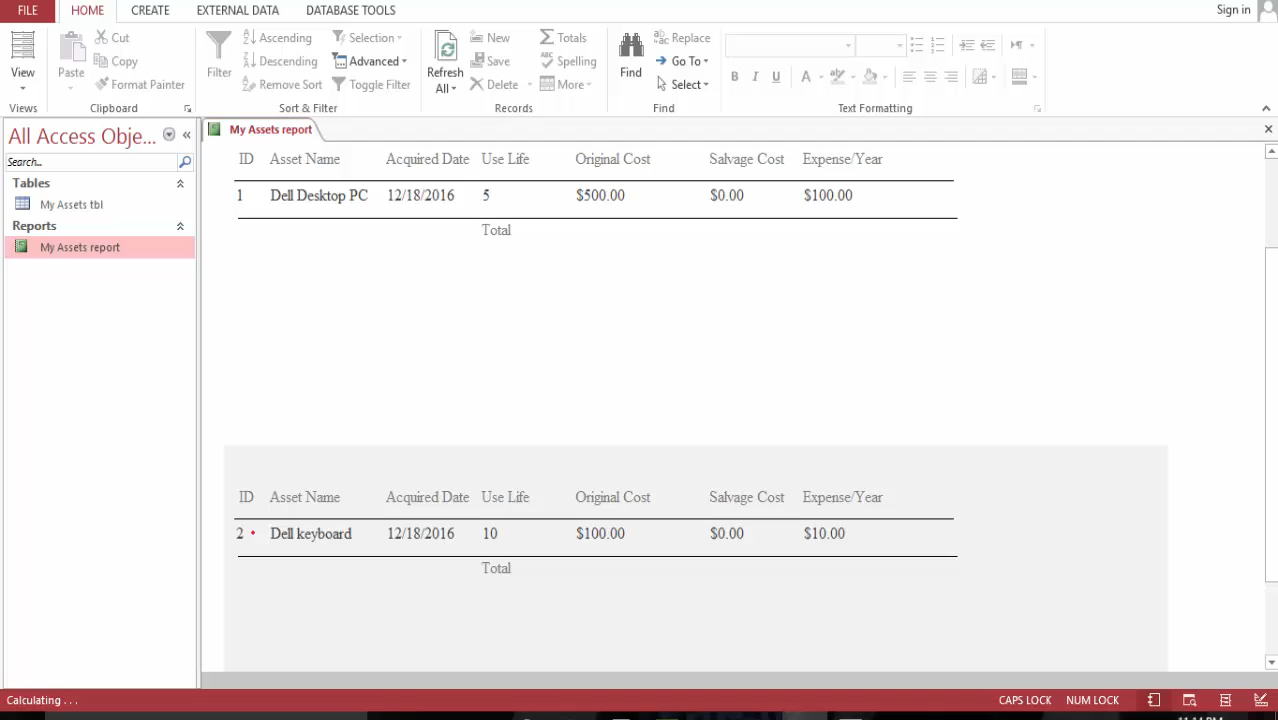 FILE HOME CREATE EXTERNAL DATA DATABASE TOOLS Sign in
View
Views
Paste
Cut
Copy
Format Painter
Clipboard
Filter
Ascending
Descending
Remove Sort
Selection
Advanced
Toggle Filter
Sort & Filter
Refresh All
New
Save
Delete
Totals
Spelling
More
Records
Find
Replace
Go To
Select
Find
B I U A
Text Formatting
All Access Obje...
Search...
Tables
My Assets tbl
Reports
My Assets report
My Assets report
ID Asset Name Acquired Date Use Life Original Cost Salvage Cost Expense/Year
1 Dell Desktop PC 12/18/2016 5 $500.00 $0.00 $100.00
Total
ID Asset Name Acquired Date Use Life Original Cost Salvage Cost Expense/Year
2 Dell keyboard 12/18/2016 10 $100.00 $0.00 $10.00
Total
Calculating . . . CAPS LOCK NUM LOCK